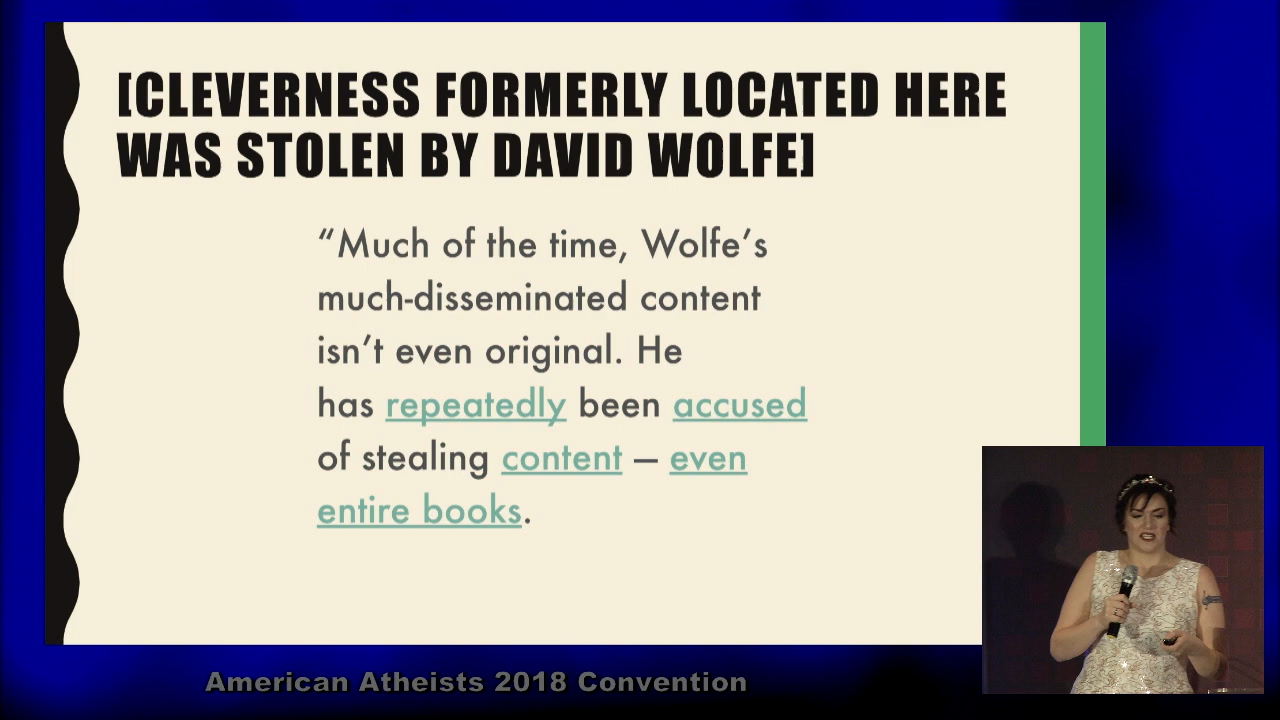 [CLEVERNESS FORMERLY LOCATED HERE
WAS STOLEN BY DAVID WOLFE]
“Much of the time, Wolfe’s
much-disseminated content
isn’t even original. He
has repeatedly been accused
of stealing content – even
entire books.
American Atheists 2018 Convention